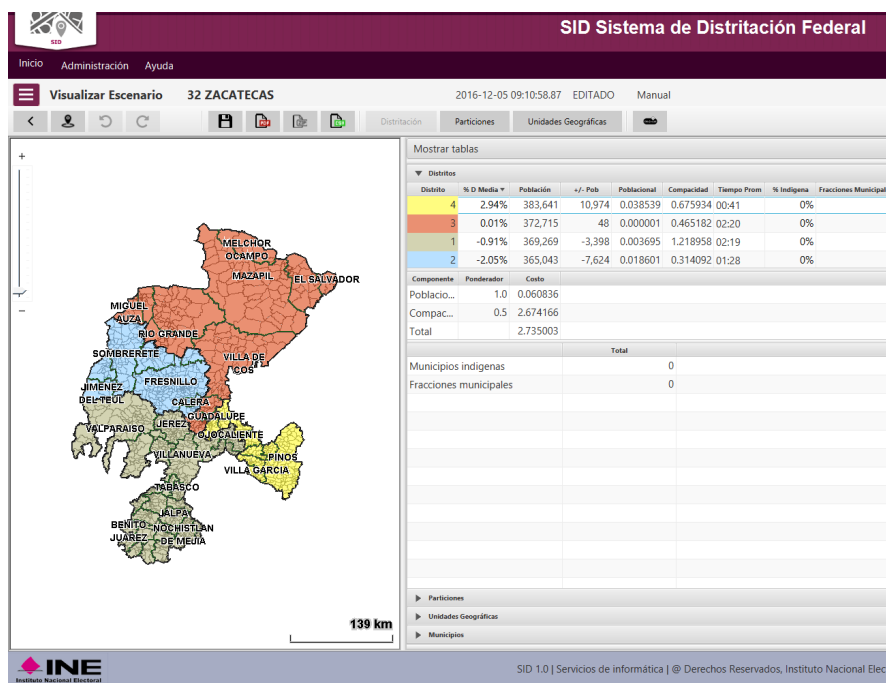 SID
SID Sistema de Distritación Federal
Inicio Administración Ayuda
Visualizar Escenario 32 ZACATECAS 2016-12-05 09:10:58.87 EDITADO Manual
Distritación Particiones Unidades Geográficas
Mostrar tablas
Distritos
Distrito % D Media Población +/- Pob Poblacional Compacidad Tiempo Prom % Indigena Fracciones Municipal
4 2.94% 383,641 10,974 0.038539 0.675934 00:41 0%
3 0.01% 372,715 48 0.000001 0.465182 02:20 0%
1 -0.91% 369,269 -3,398 0.003695 1.218958 02:19 0%
2 -2.05% 365,043 -7,624 0.018601 0.314092 01:28 0%
Componente Ponderador Costo
Poblacio... 1.0 0.060836
Compac... 0.5 2.674166
Total 2.735003
Total
Municipios indigenas 0
Fracciones municipales 0
Particiones
Unidades Geográficas
Municipios
+
-
MELCHOR
OCAMPO
MAZAPIL
EL SALVADOR
MIGUEL
AUZA
RIO GRANDE
SOMBRERETE
VILLA DE
COS
FRESNILLO
JIMENEZ
DEL TEUL
CALERA
GUADALUPE
VALPARAISO
JEREZ
OJOCALIENTE
VILLANUEVA
PINOS
VILLA GARCIA
TABASCO
JALPA
BENITO
JUAREZ
NOCHISTLAN
DE MEJIA
139 km
INE
Instituto Nacional Electoral
SID 1.0 | Servicios de informática | @ Derechos Reservados, Instituto Nacional Elec